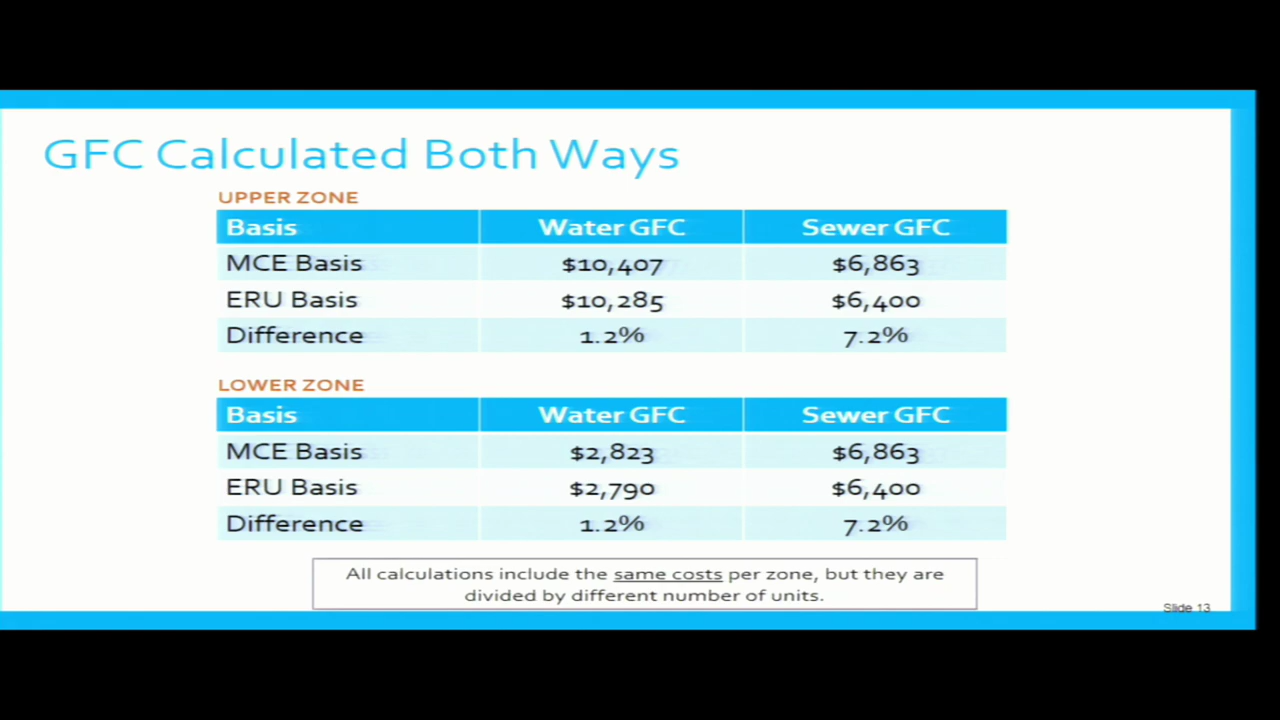 GFC Calculated Both Ways
UPPER ZONE
Basis Water GFC Sewer GFC
MCE Basis $10,407 $6,863
ERU Basis $10,285 $6,400
Difference 1.2% 7.2%
LOWER ZONE
Basis Water GFC Sewer GFC
MCE Basis $2,823 $6,863
ERU Basis $2,790 $6,400
Difference 1.2% 7.2%
All calculations include the same costs per zone, but they are
divided by different number of units.
Slide 13